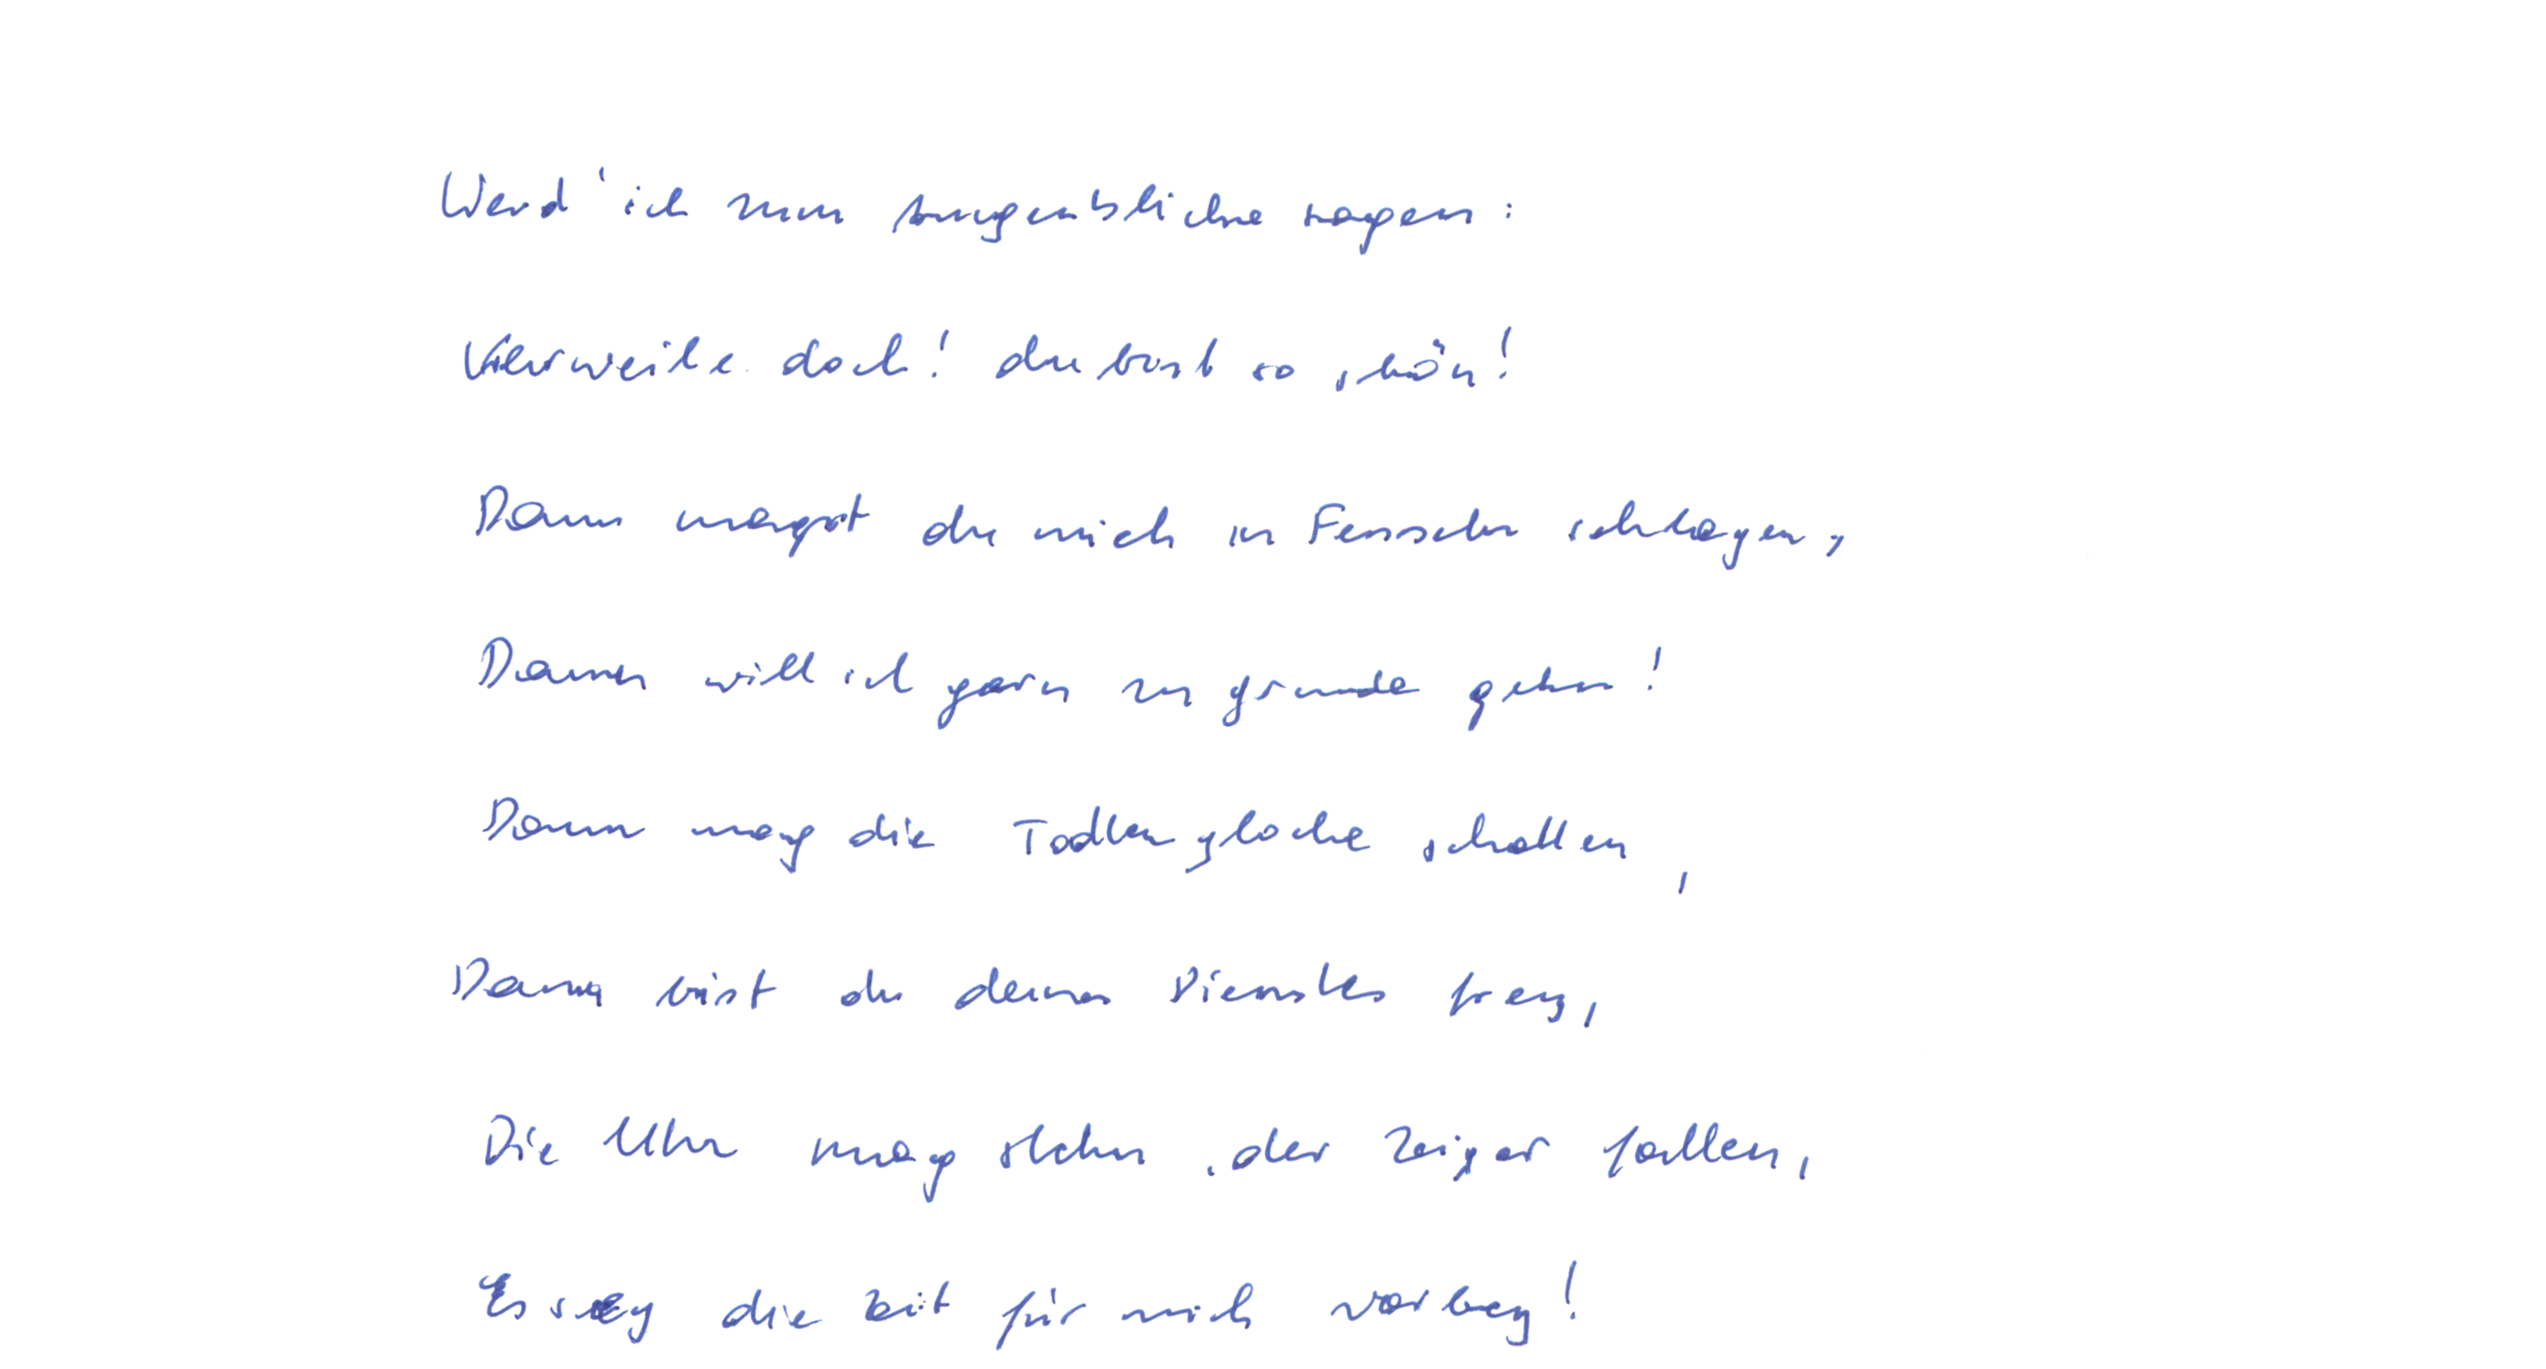 Werd' ich zum Augenblicke sagen:
Verweile doch! du bist so schön!
Dann magst du mich in Fesseln schlagen,
Dann will ich gern zu grunde gehn!
Dann mag die Todtenglocke schallen,
Dann bist du deines Dienstes frey,
Die Uhr mag stehn, der Zeiger fallen,
Es sey die Zeit für mich vorbey!